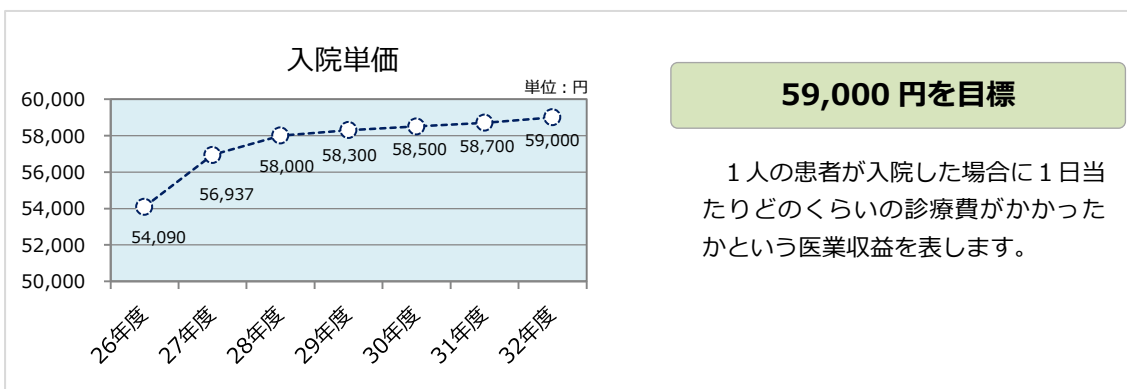 入院単価
単位：円
60,000
58,000
56,000
54,000
52,000
50,000
54,090
56,937
58,000
58,300
58,500
58,700
59,000
26年度
27年度
28年度
29年度
30年度
31年度
32年度
59,000 円を目標
１人の患者が入院した場合に１日当
たりどのくらいの診療費がかかった
かという医業収益を表します。